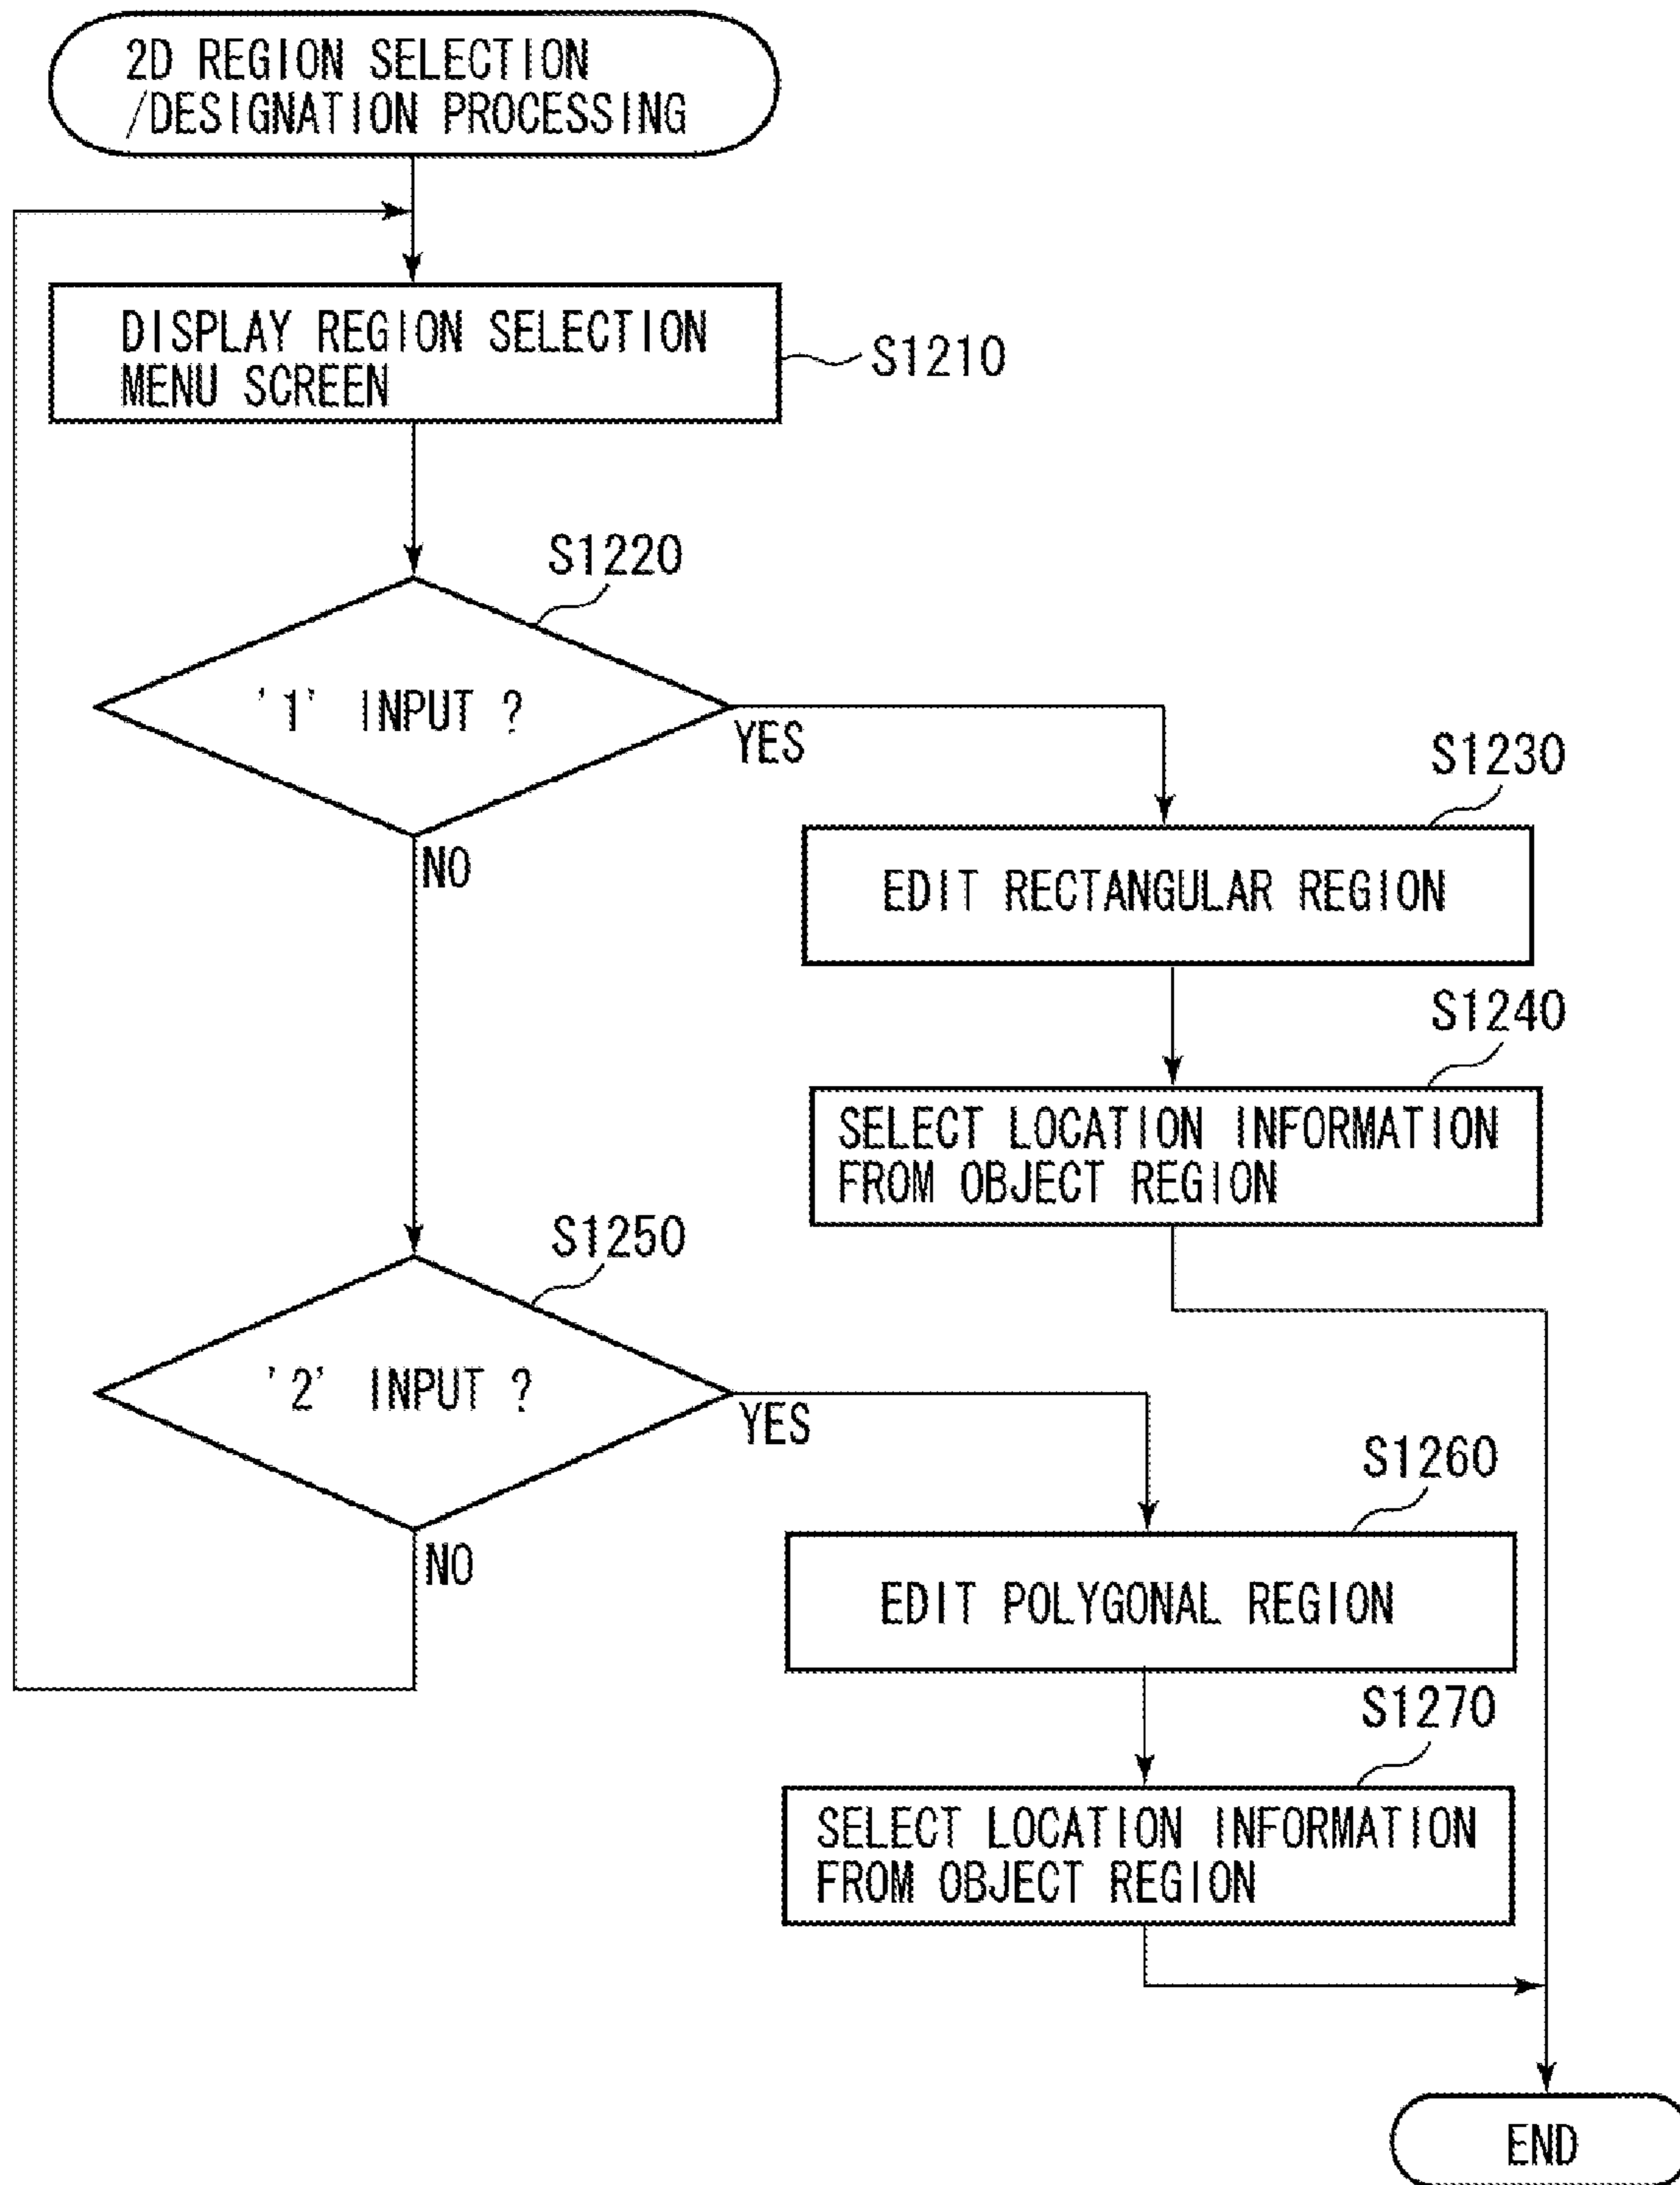 2D REGION SELECTION
/DESIGNATION PROCESSING
DISPLAY REGION SELECTION
MENU SCREEN
S1210
S1220
'1' INPUT ?
YES
NO
S1230
EDIT RECTANGULAR REGION
S1240
SELECT LOCATION INFORMATION
FROM OBJECT REGION
S1250
'2' INPUT ?
YES
NO
S1260
EDIT POLYGONAL REGION
S1270
SELECT LOCATION INFORMATION
FROM OBJECT REGION
END